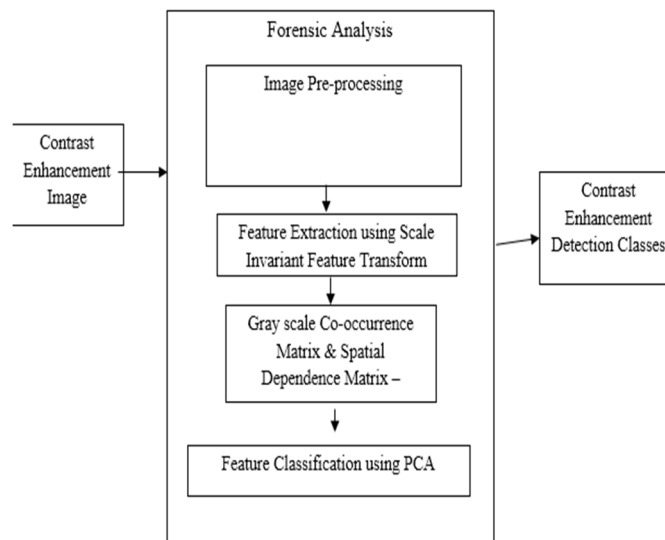 Forensic Analysis
Image Pre-processing
Contrast
Enhancement
Image
Feature Extraction using Scale
Invariant Feature Transform
Gray scale Co-occurrence
Matrix & Spatial
Dependence Matrix –
Feature Classification using PCA
Contrast
Enhancement
Detection Classes